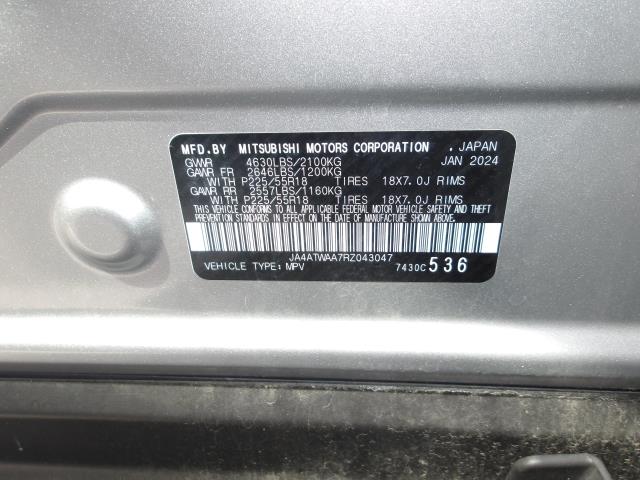 MFD.BY MITSUBISHI MOTORS CORPORATION . JAPAN
GVWR 4630LBS/2100KG JAN 2024
GAWR FR 2646LBS/1200KG
WITH P225/55R18 TIRES 18X7.0J RIMS
GAWR RR 2557LBS/1160KG
WITH P225/55R18 TIRES 18X7.0J RIMS
THIS VEHICLE CONFORMS TO ALL APPLICABLE FEDERAL MOTOR VEHICLE SAFETY AND THEFT
PREVENTION STANDARDS IN EFFECT ON THE DATE OF MANUFACTURE SHOWN ABOVE.
JA4ATWAA7RZ043047
VEHICLE TYPE: MPV 7430C 536